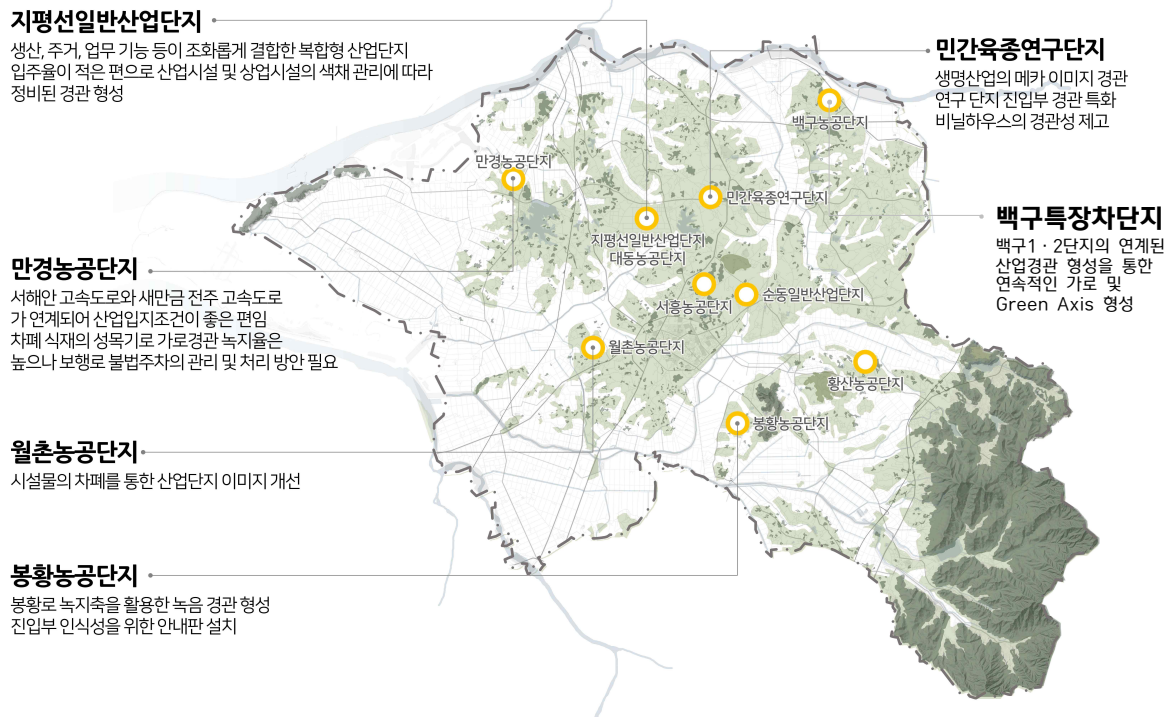 지평선일반산업단지
생산, 주거, 업무 기능 등이 조화롭게 결합한 복합형 산업단지
입주율이 적은 편으로 산업시설 및 상업시설의 색채 관리에 따라
정비된 경관 형성
민간육종연구단지
생명산업의 메카 이미지 경관
연구 단지 진입부 경관 특화
비닐하우스의 경관성 제고
백구농공단지
만경농공단지
민간육종연구단지
백구특장차단지
백구1 · 2단지의 연계된
산업경관 형성을 통한
연속적인 가로 및
Green Axis 형성
지평선일반산업단지
대동농공단지
만경농공단지
서해안 고속도로와 새만금 전주 고속도로
가 연계되어 산업입지조건이 좋은 편임
차폐 식재의 성목기로 가로경관 녹지율은
높으나 보행로 불법주차의 관리 및 처리 방안 필요
서흥농공단지
순동일반산업단지
월촌농공단지
황산농공단지
봉황농공단지
월촌농공단지
시설물의 차폐를 통한 산업단지 이미지 개선
봉황농공단지
봉황로 녹지축을 활용한 녹음 경관 형성
진입부 인식성을 위한 안내판 설치